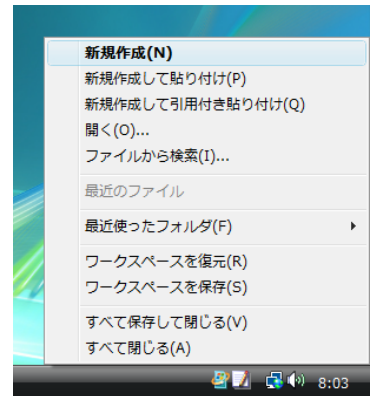 新規作成(N)
新規作成して貼り付け(P)
新規作成して引用付き貼り付け(Q)
開く(O)...
ファイルから検索(I)...
最近のファイル
最近使ったフォルダ(F)
ワークスペースを復元(R)
ワークスペースを保存(S)
すべて保存して閉じる(V)
すべて閉じる(A)
8:03